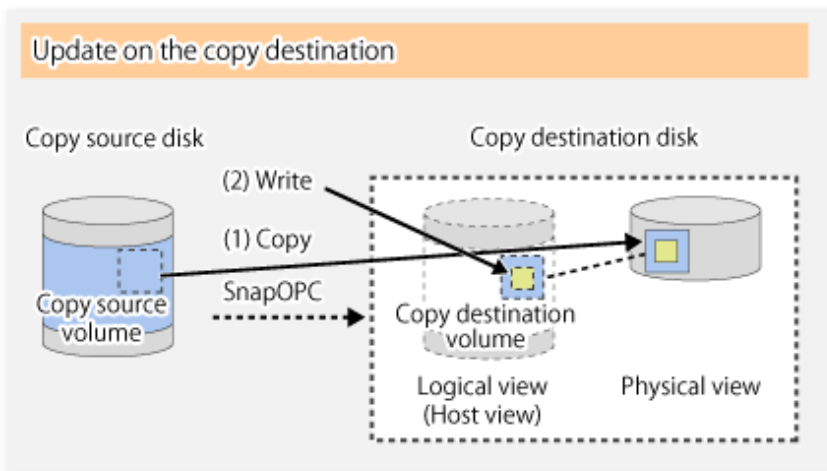 Update on the copy destination
Copy source disk
Copy destination disk
(2) Write
(1) Copy
SnapOPC
Copy source
volume
Copy destination
volume
Logical view
(Host view)
Physical view